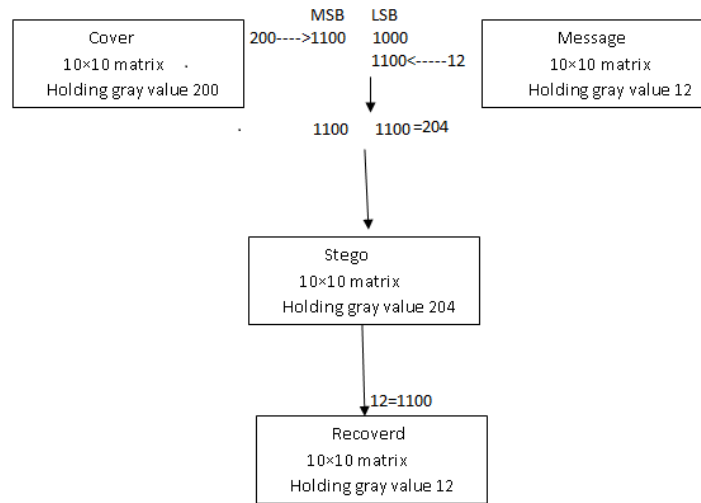 MSB LSB
Cover
10×10 matrix
Holding gray value 200
200---->1100 1000
1100<-----12
Message
10×10 matrix
Holding gray value 12
1100 1100=204
Stego
10×10 matrix
Holding gray value 204
12=1100
Recoverd
10×10 matrix
Holding gray value 12